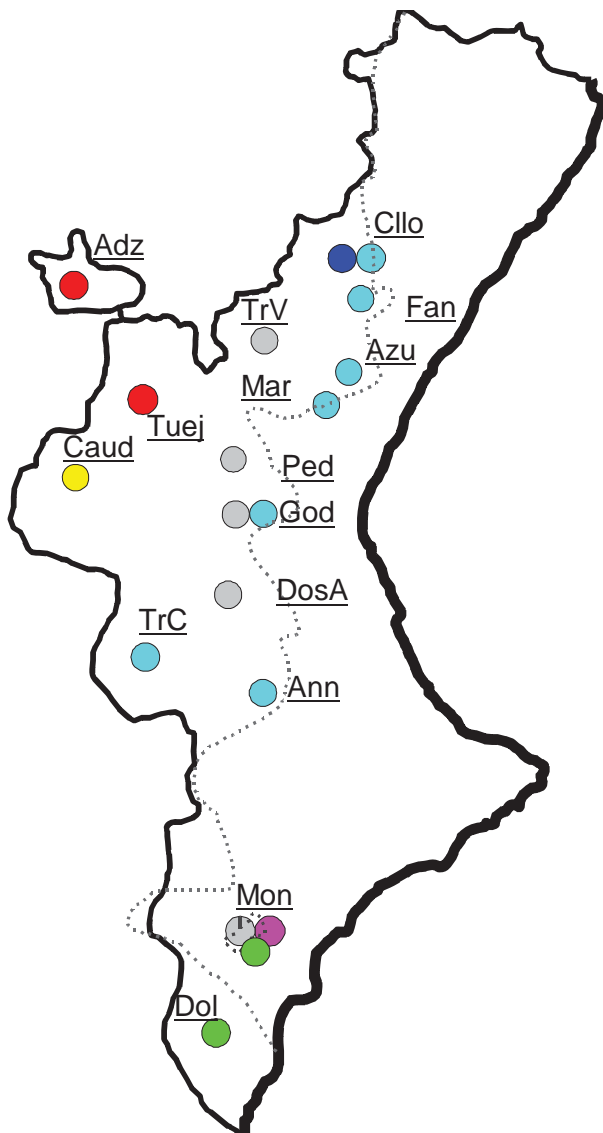 Cllo
Adz
Fan
TrV
Azu
Mar
Tuej
Caud
Ped
God
DosA
TrC
Ann
Mon
Dol